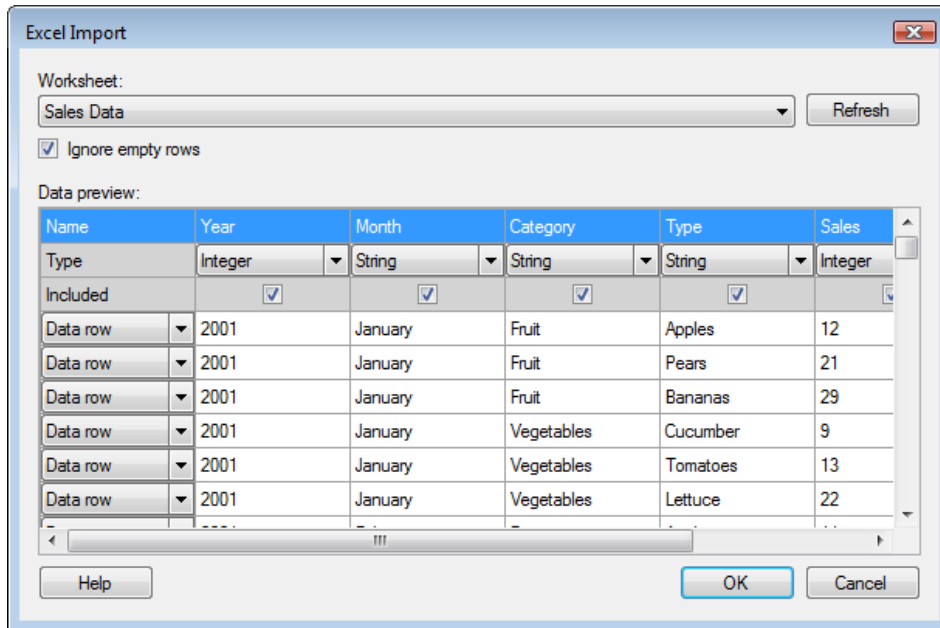 Excel Import
Worksheet:
Sales Data Refresh
Ignore empty rows
Data preview:
Name Year Month Category Type Sales
Type Integer String String String Integer
Included
Data row 2001 January Fruit Apples 12
Data row 2001 January Fruit Pears 21
Data row 2001 January Fruit Bananas 29
Data row 2001 January Vegetables Cucumber 9
Data row 2001 January Vegetables Tomatoes 13
Data row 2001 January Vegetables Lettuce 22
Help OK Cancel